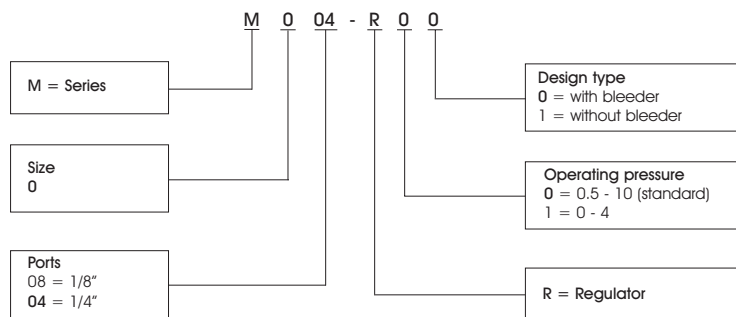 M 0 04 - R 0 0
M = Series
Size
0
Ports
08 = 1/8"
04 = 1/4"
Design type
0 = with bleeder
1 = without bleeder
Operating pressure
0 = 0.5 - 10 (standard)
1 = 0 - 4
R = Regulator